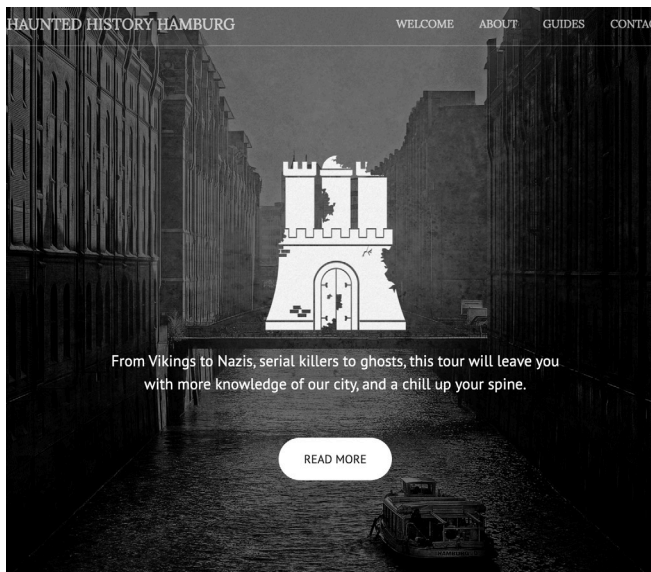 HAUNTED HISTORY HAMBURG
WELCOME ABOUT GUIDES
From Vikings to Nazis, serial killers to ghosts, this tour will leave you
with more knowledge of our city, and a chill up your spine.
READ MORE
HAMBURG